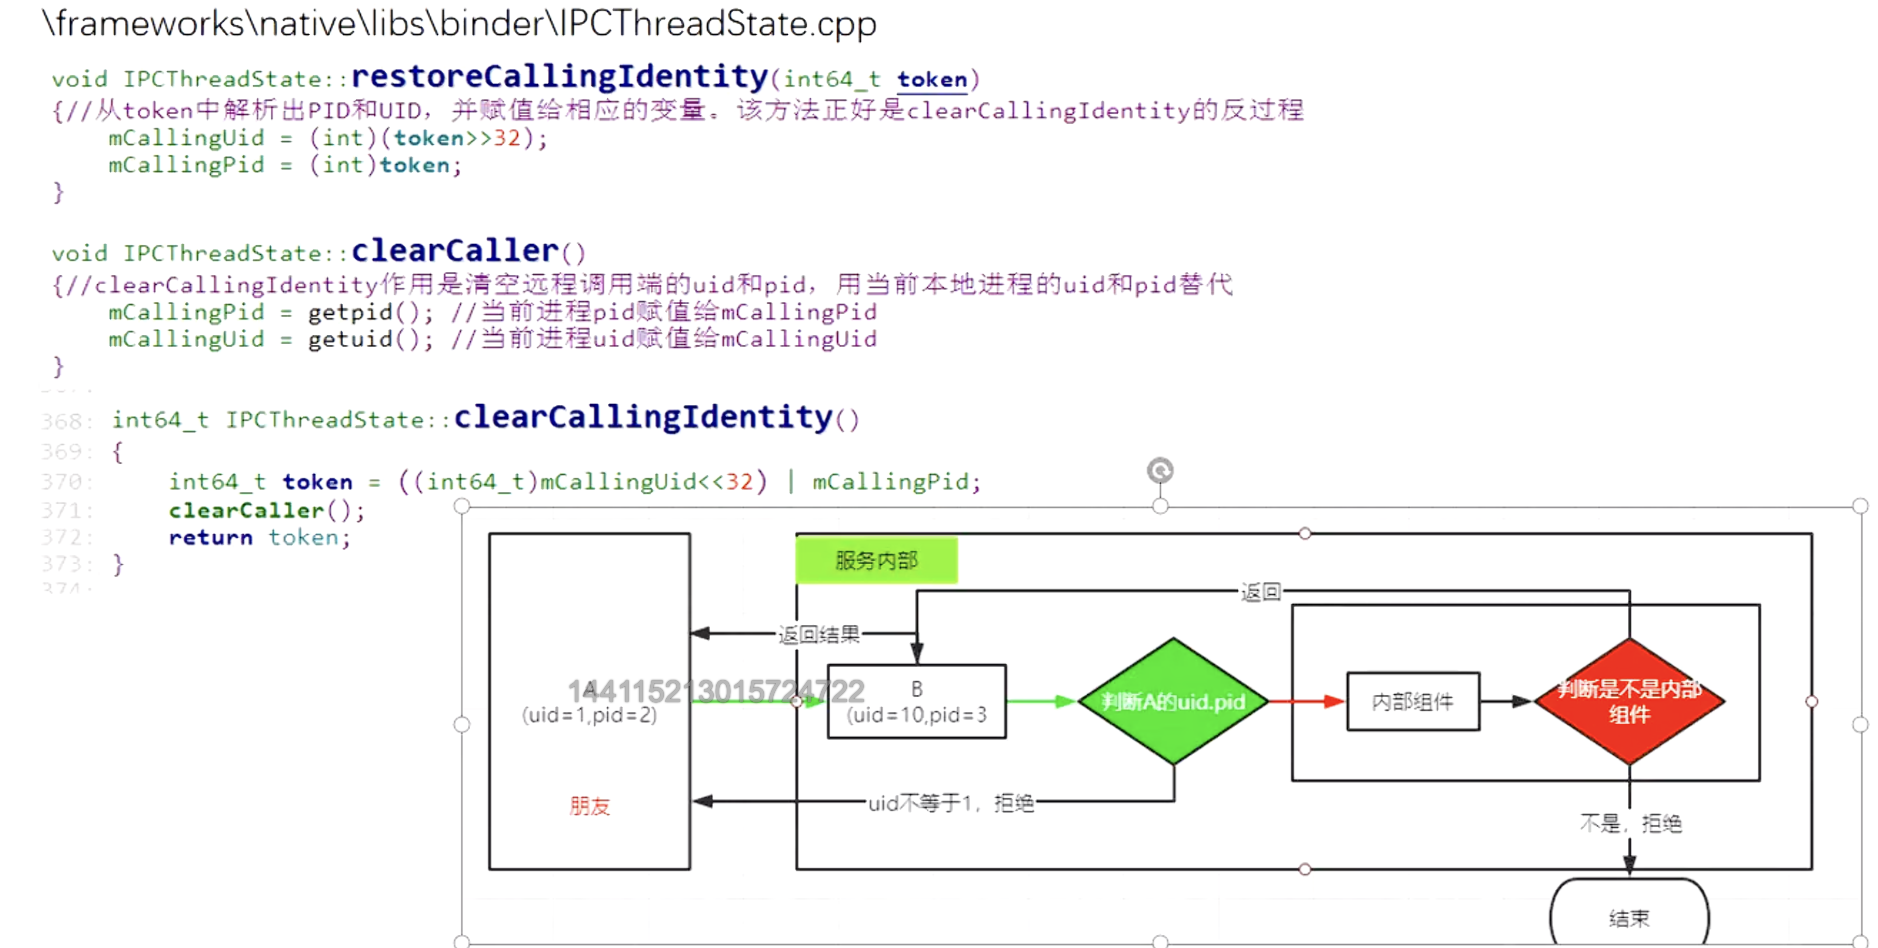 \frameworks\native\libs\binder\IPCThreadState.cpp
void IPCThreadState::restoreCallingIdentity(int64_t token)
{//从token中解析出PID和UID，并赋值给相应的变量。该方法正好是clearCallingIdentity的反过程
mCallingUid = (int)(token>>32);
mCallingPid = (int)token;
}
void IPCThreadState::clearCaller()
{//clearCallingIdentity作用是清空远程调用端的uid和pid，用当前本地进程的uid和pid替代
mCallingPid = getpid(); //当前进程pid赋值给mCallingPid
mCallingUid = getuid(); //当前进程uid赋值给mCallingUid
}
368: int64_t IPCThreadState::clearCallingIdentity()
369: {
370: int64_t token = ((int64_t)mCallingUid<<32) | mCallingPid;
371: clearCaller();
372: return token;
373: }
374:
服务内部
返回
返回结果
A
(uid=1,pid=2)
144115213015724722
B
(uid=10,pid=3
判断A的uid.pid
内部组件
判断是不是内部
组件
朋友
uid不等于1，拒绝
不是，拒绝
结束